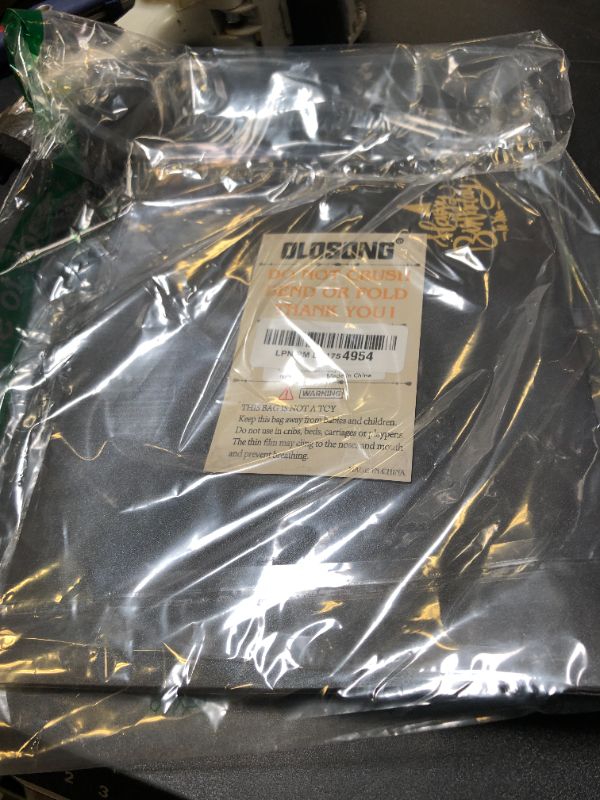 OLOSONG®
DO NOT CRUSH
BEND OR FOLD
THANK YOU!
4954
Made in China
WARNING
THIS BAG IS NOT A TOY
Keep this bag away from babies and children.
Do not use in cribs, beds, carriages or playpens
The thin film may cling to the nose and mouth
and prevent breathing.
MADE IN CHINA
2
3